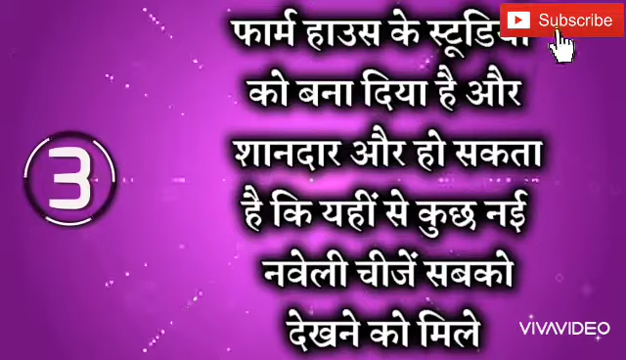 Subscribe
फार्म हाउस के
को बना दिया है और
शानदार और हो सकता
3
है कि यहीं से कुछ नई
नवेली चीजें सबको
देखने को मिले
VIVAVIDEO